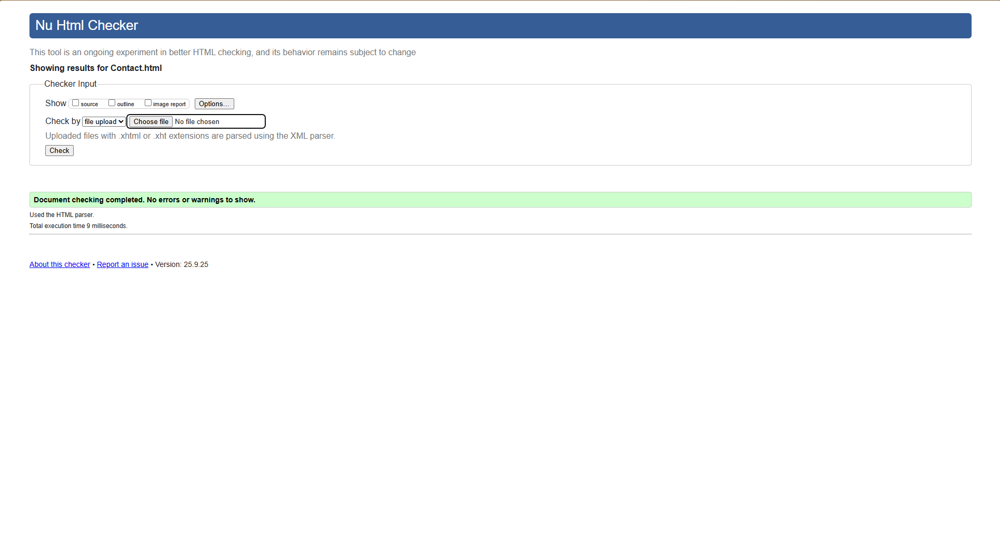 Nu Html Checker
This tool is an ongoing experiment in better HTML checking, and its behavior remains subject to change
Showing results for Contact.html
Checker Input
Show source outline image report Options...
Check by file upload Choose file No file chosen
Uploaded files with .xhtml or .xht extensions are parsed using the XML parser.
Check
Document checking completed. No errors or warnings to show.
Used the HTML parser.
Total execution time 9 milliseconds.
About this checker • Report an issue • Version: 25.9.25